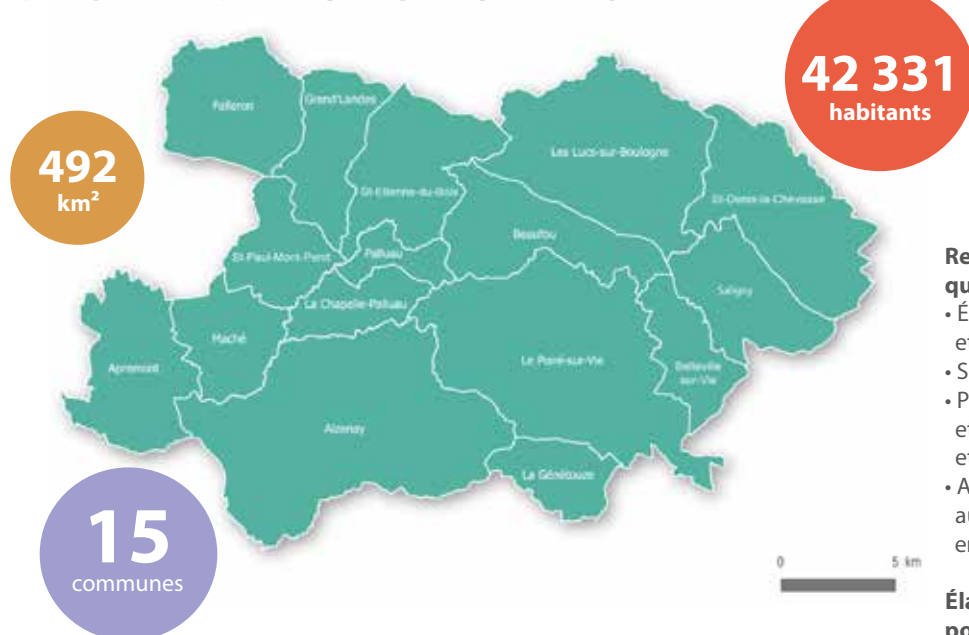 42 331
habitants
492
km²
15
communes
Falleron
Grand'Landes
Les Lucs-sur-Boulogne
St-Etienne-du-Bois
St-Denis-la-Chevasse
Beaufou
St-Paul-Mont-Penit
Palluau
Saligny
La Chapelle-Palluau
Maché
Le Poiré-sur-Vie
Apremont
Belleville
sur-Vie
Aizenay
La Génétouze
0 5 km
Re
qu
• É
et
• S
• P
et
et
• A
au
en
Éla
po